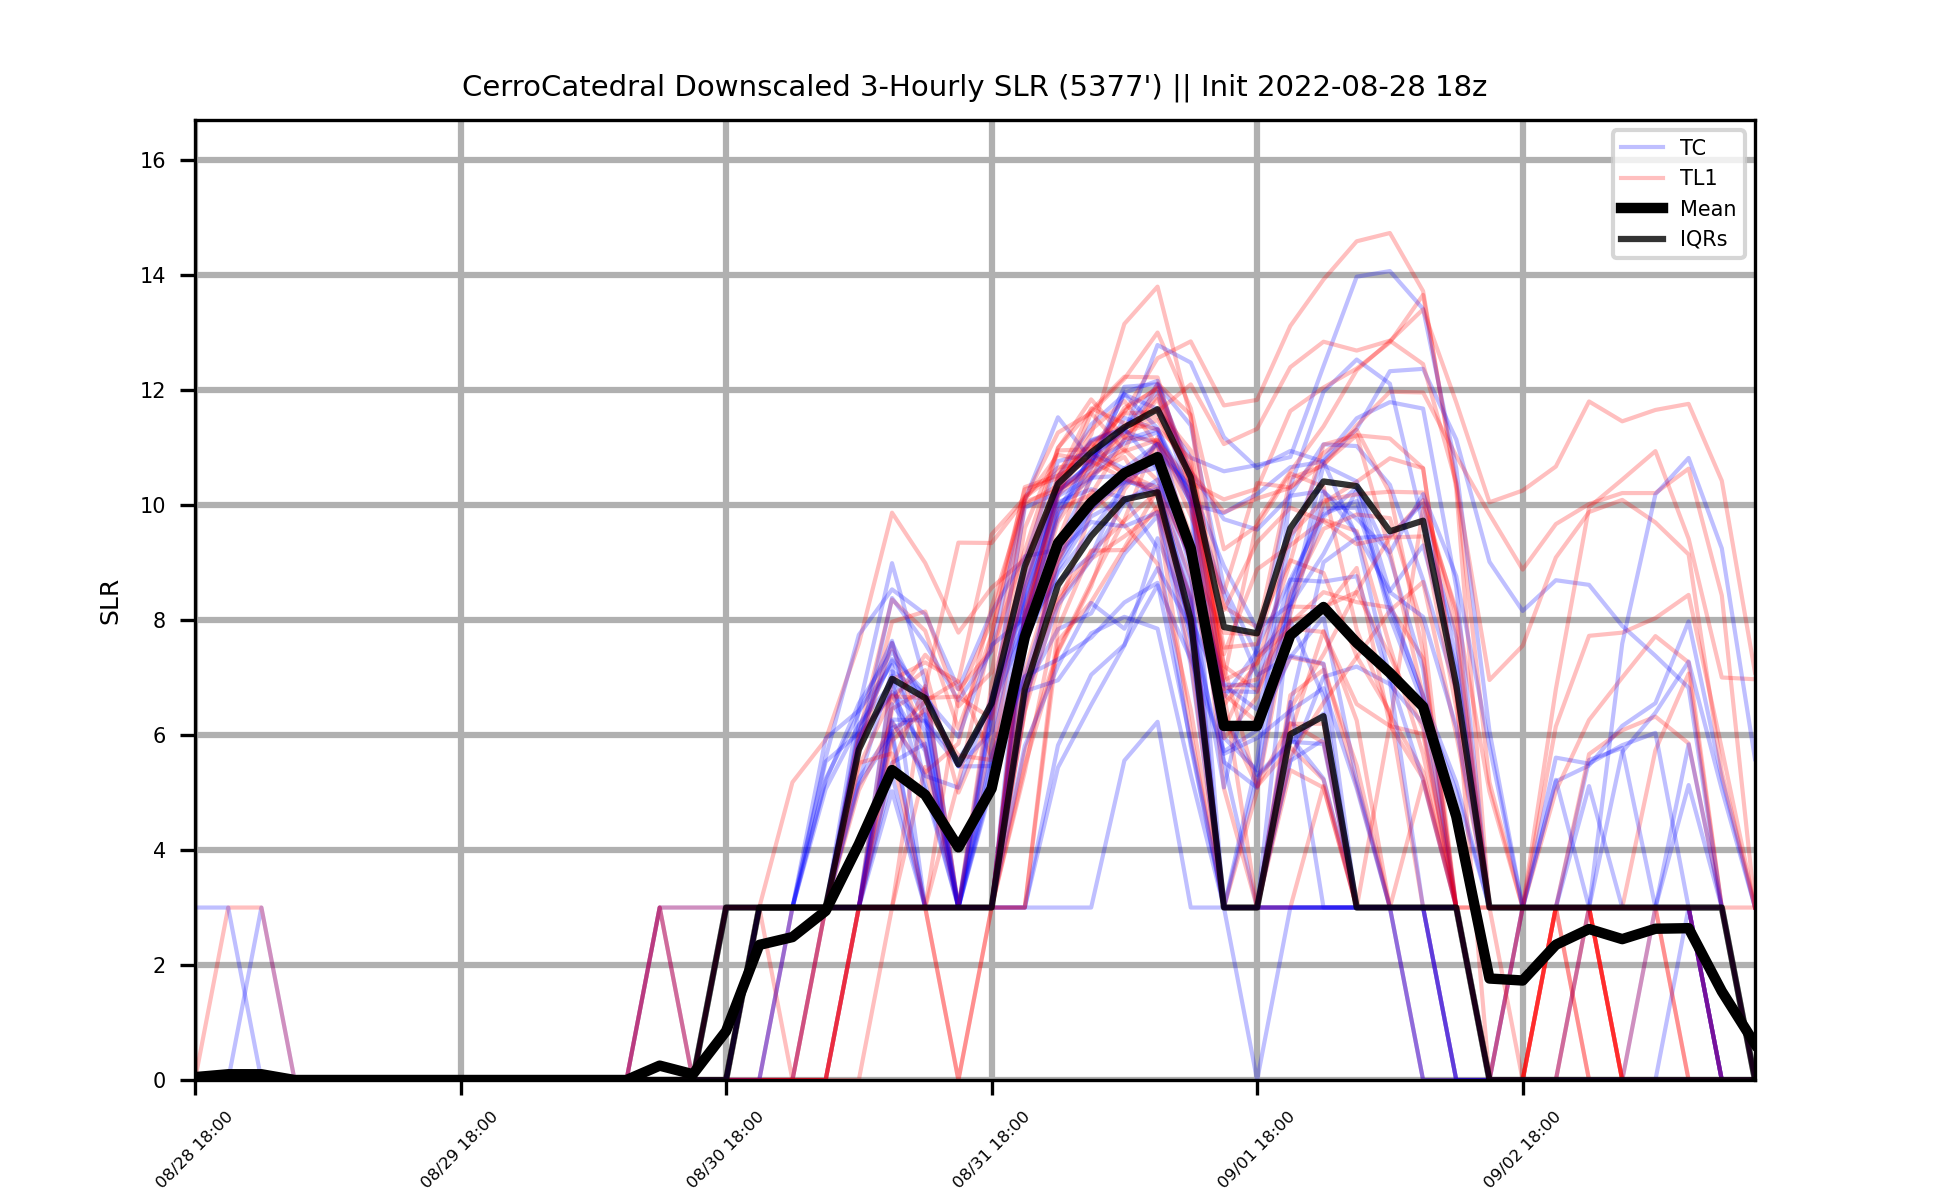 CerroCatedral Downscaled 3-Hourly SLR (5377') || Init 2022-08-28 18z
TC
TL1
Mean
IQRs
SLR
16
14
12
10
8
6
4
2
0
08/28 18:00
08/29 18:00
08/30 18:00
08/31 18:00
09/01 18:00
09/02 18:00